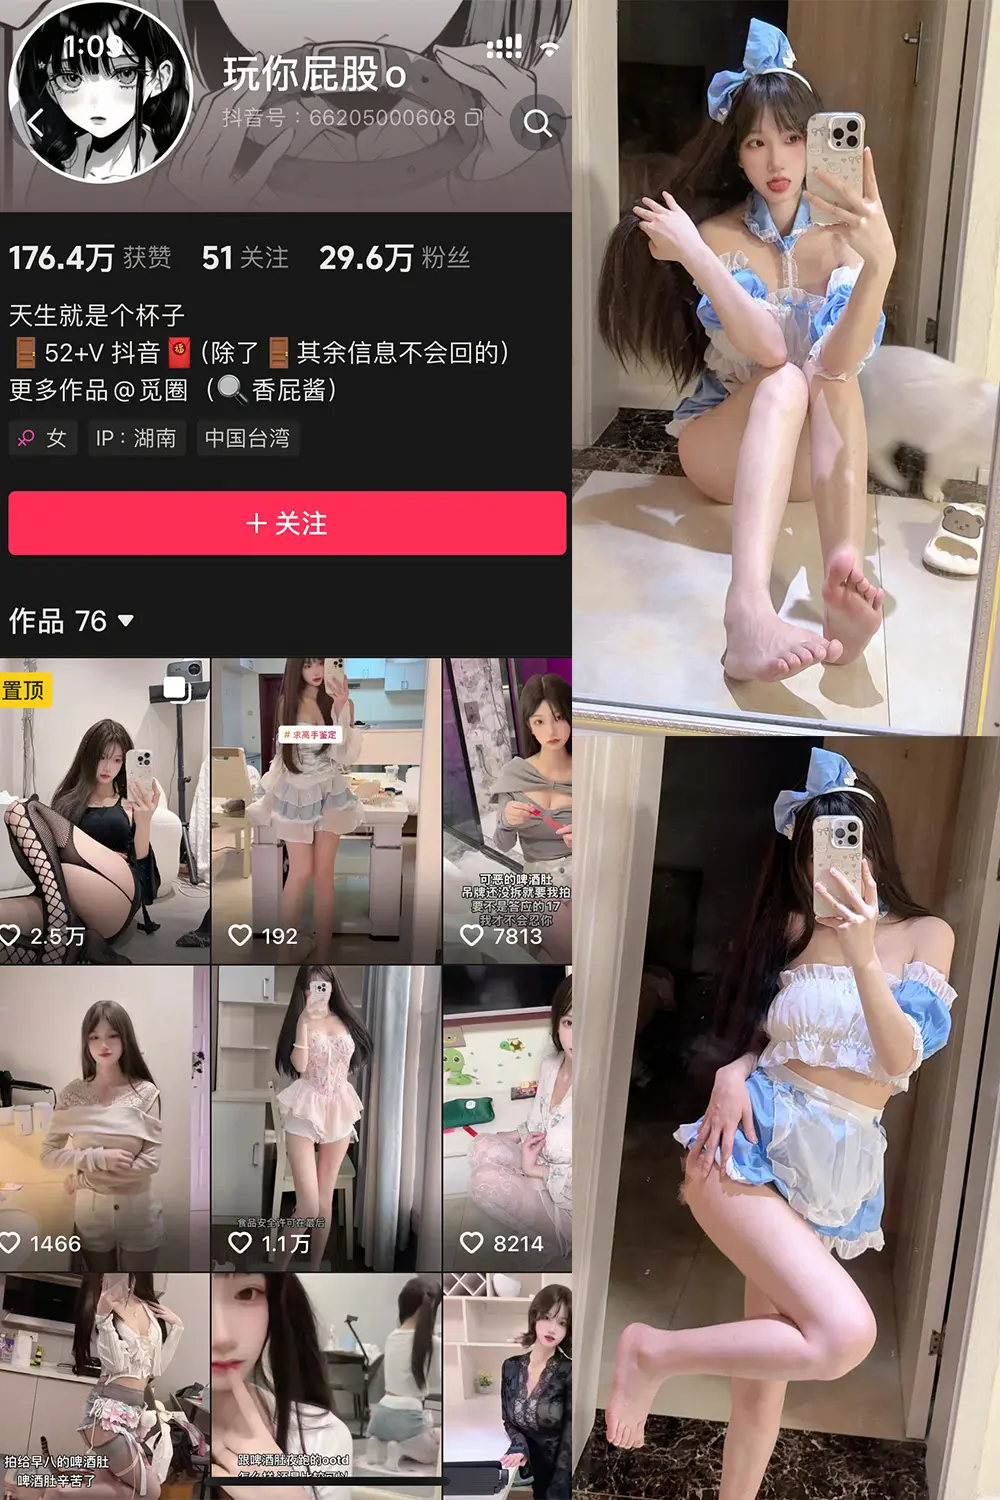 1:09
玩你屁股o
抖音号：66205000608
176.4万 获赞 51 关注 29.6万 粉丝
天生就是个杯子
🚪52+V 抖音🧧（除了🚪其余信息不会回的）
更多作品@觅圈（🔍香屁酱）
女 IP：湖南 中国台湾
＋关注
作品 76
置顶
2.5万
# 求高手鉴定
192
可恶的啤酒肚
吊牌还没拆就要我拍
要不是答应的17
我才不会忍你
7813
1466
食品安全许可在最后
1.1万
8214
拍给早八的啤酒肚
啤酒肚辛苦了
跟啤酒肚夜跑的ootd